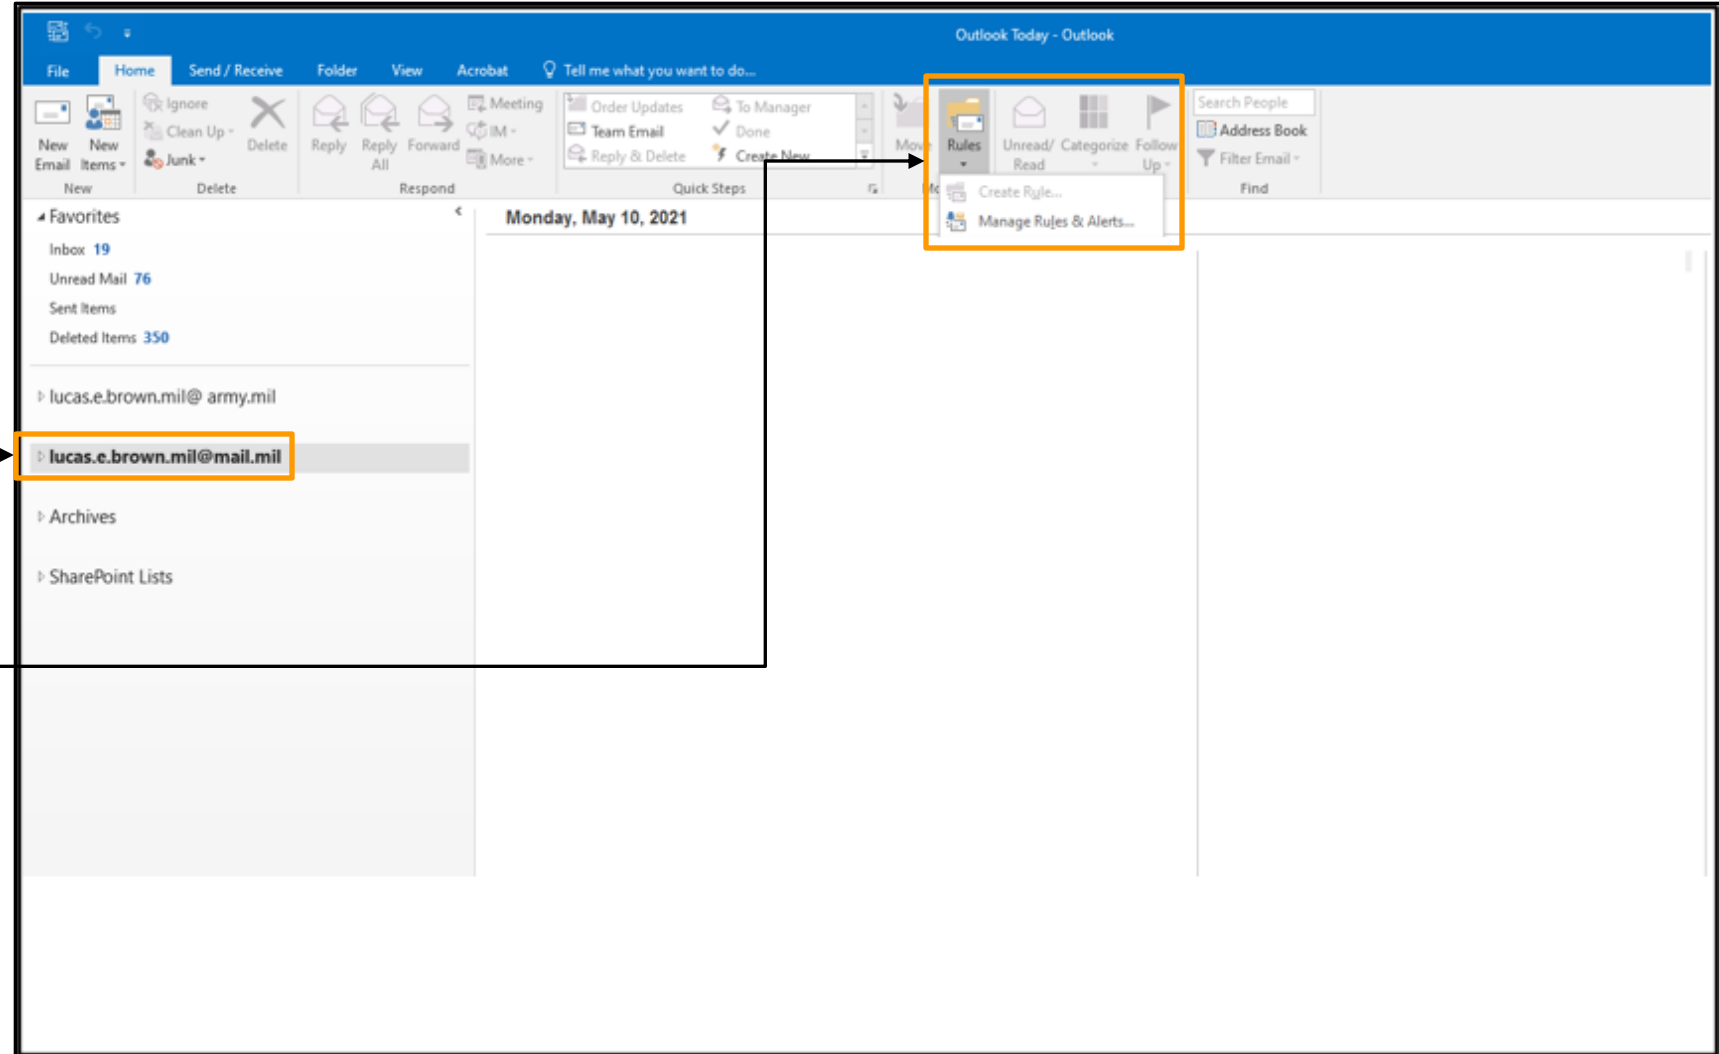 Outlook Today - Outlook
File Home Send / Receive Folder View Acrobat Tell me what you want to do...
New Email
New Items
Ignore
Clean Up
Junk
Delete
Reply
Reply All
Forward
Meeting
IM
More
Order Updates
Team Email
Reply & Delete
To Manager
Done
Create New
Move
Rules
Unread/ Read
Categorize
Follow Up
Search People
Address Book
Filter Email
New Delete Respond Quick Steps Find
Create Rule...
Manage Rules & Alerts...
Favorites
Monday, May 10, 2021
Inbox 19
Unread Mail 76
Sent Items
Deleted Items 350
lucas.e.brown.mil@ army.mil
lucas.e.brown.mil@mail.mil
Archives
SharePoint Lists